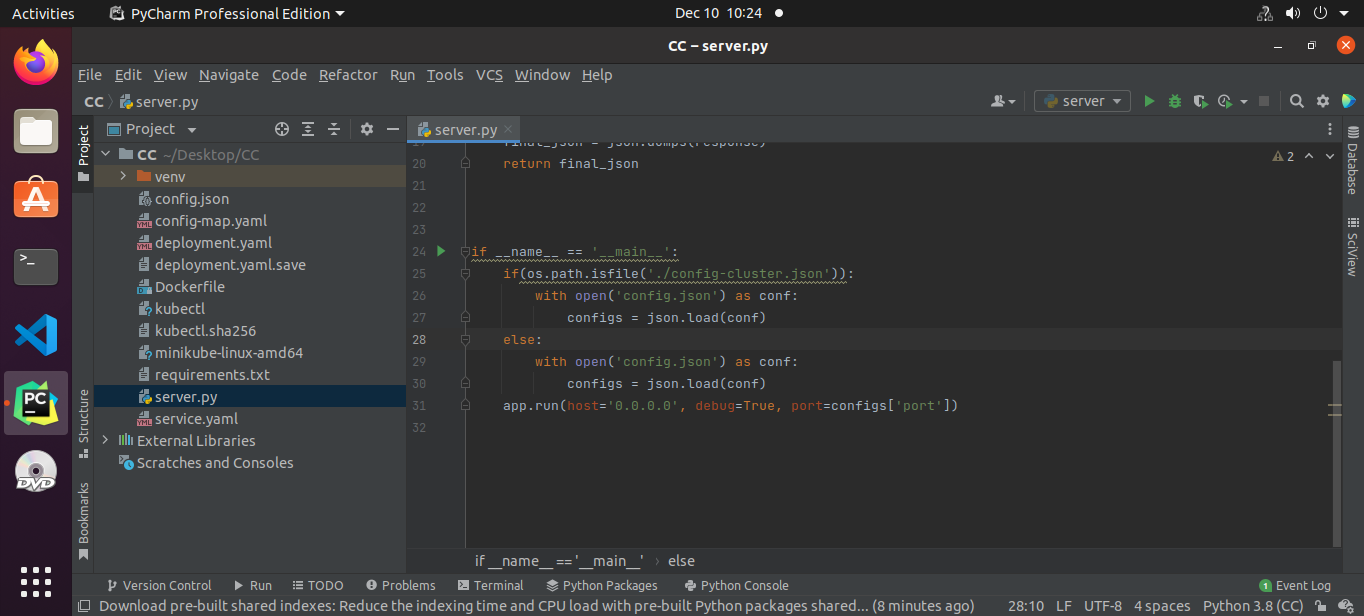 Activities PyCharm Professional Edition Dec 10 10:24
CC – server.py
File Edit View Navigate Code Refactor Run Tools VCS Window Help
CC server.py server
Project server.py
Project
Structure
Bookmarks
CC ~/Desktop/CC
venv
config.json
config-map.yaml
deployment.yaml
deployment.yaml.save
Dockerfile
kubectl
kubectl.sha256
minikube-linux-amd64
requirements.txt
server.py
service.yaml
External Libraries
Scratches and Consoles
19 final_json = json.dumps(response)
20 return final_json
21
22
23
24 if __name__ == '__main__':
25 if(os.path.isfile('./config-cluster.json')):
26 with open('config.json') as conf:
27 configs = json.load(conf)
28 else:
29 with open('config.json') as conf:
30 configs = json.load(conf)
31 app.run(host='0.0.0.0', debug=True, port=configs['port'])
32
2
Database
SciView
if __name__ == '__main__' › else
Version Control Run TODO Problems Terminal Python Packages Python Console 1 Event Log
Download pre-built shared indexes: Reduce the indexing time and CPU load with pre-built Python packages shared... (8 minutes ago) 28:10 LF UTF-8 4 spaces Python 3.8 (CC)
PC
DVD
>_